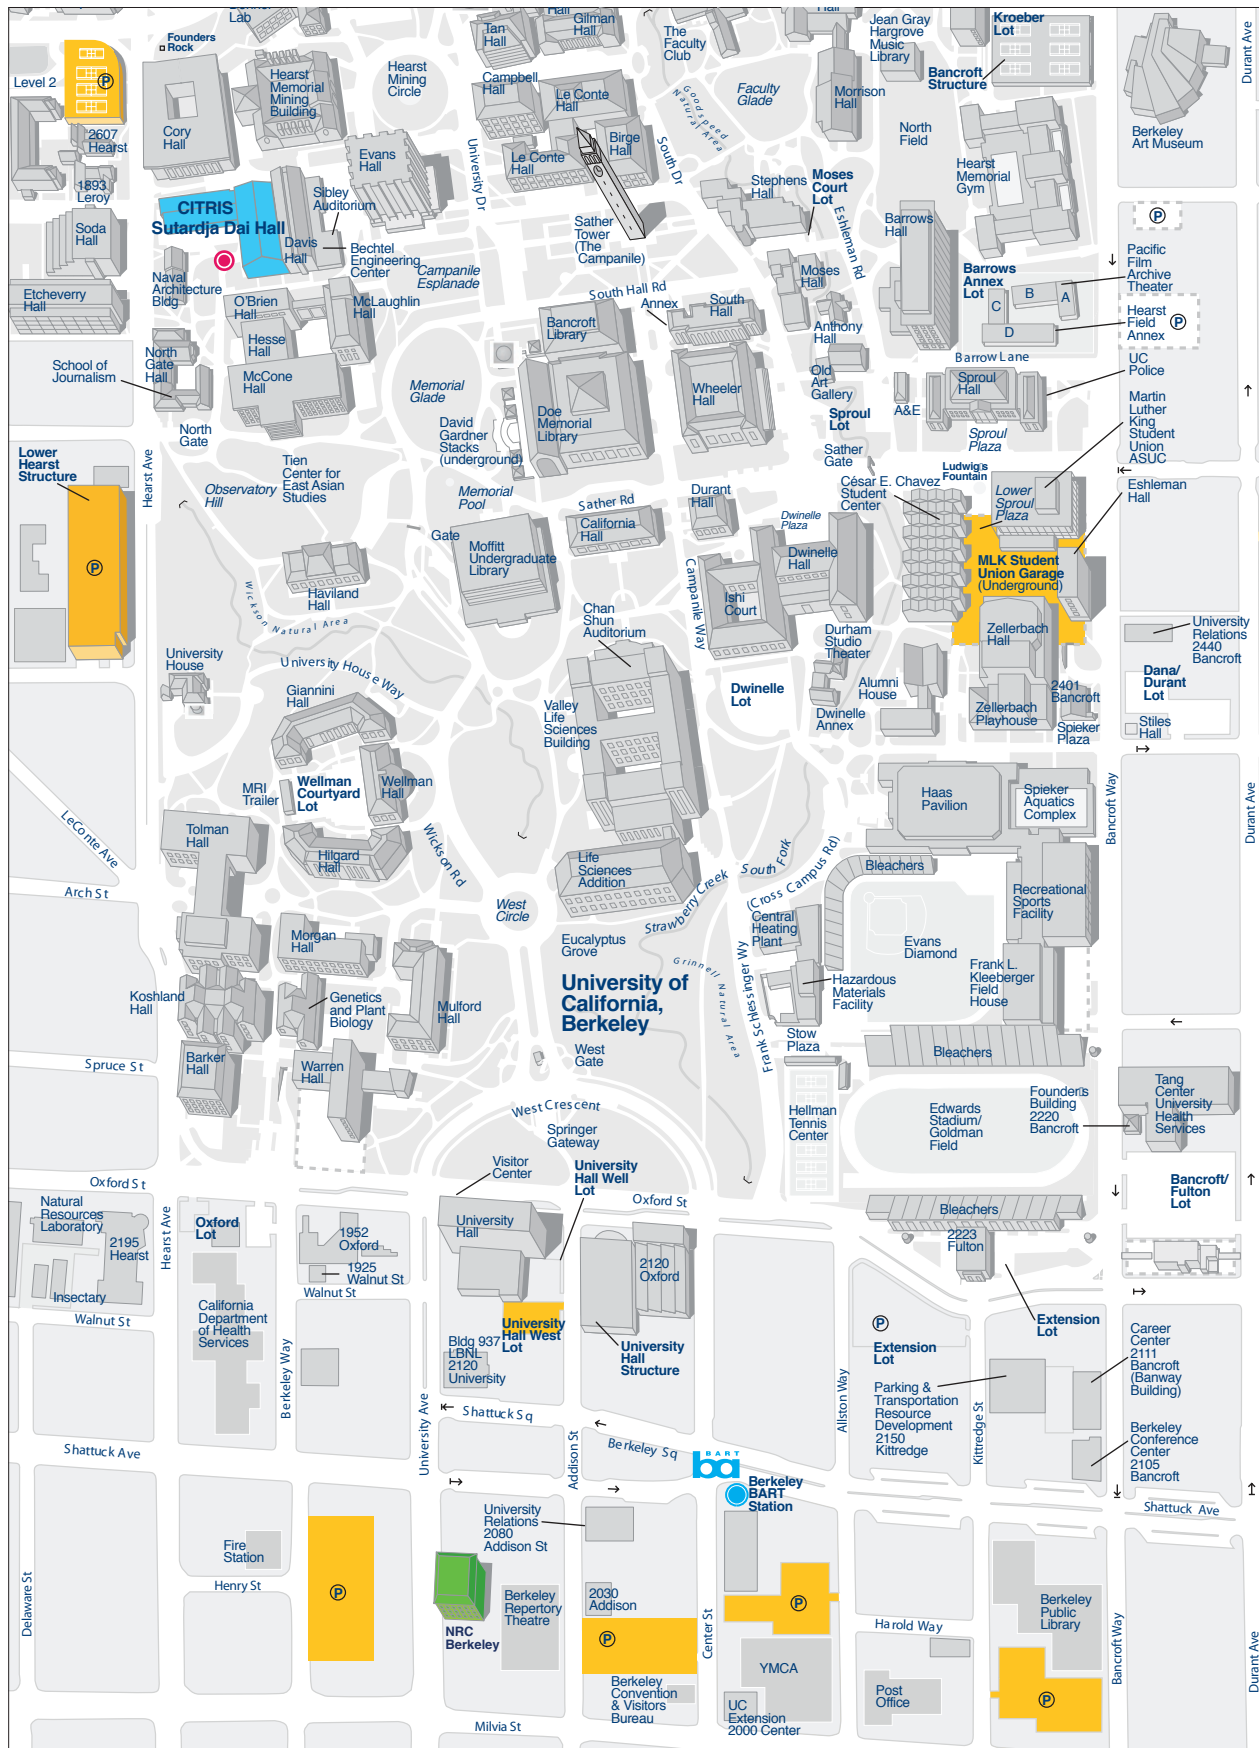 Founders
Rock
Lab
Level 2
P
2607
Hearst
1893
Leroy
Soda
Hall
Etcheverry
Hall
Cory
Hall
Hearst
Memorial
Mining
Building
Hearst
Mining
Circle
Evans
Hall
CITRIS
Sutardja Dai Hall
Sibley
Auditorium
Davis
Hall
Bechtel
Engineering
Center
Naval
Architecture
Bldg
O'Brien
Hall
Hesse
Hall
McLaughlin
Hall
McCone
Hall
North
Gate
Hall
School of
Journalism
North
Gate
Tan
Hall
Hall
Gilman
Hall
Campbell
Hall
Le Conte
Hall
Le Conte
Hall
Birge
Hall
University Dr
South Dr
The
Faculty
Club
Goodspeed
Natural Area
Faculty
Glade
Hall
Morrison
Hall
Jean Gray
Hargrove
Music
Library
Kroeber
Lot
Bancroft
Structure
North
Field
Hearst
Memorial
Gym
Berkeley
Art Museum
Durant Ave
Stephens
Hall
Moses
Court
Lot
Eshleman Rd
Barrows
Hall
Sather
Tower
(The
Campanile)
Campanile
Esplanade
South Hall Rd
Annex
South
Hall
Moses
Hall
Anthony
Hall
Old
Art
Gallery
Barrows
Annex
Lot
A
B
C
D
P
Pacific
Film
Archive
Theater
Hearst
Field
Annex
P
Barrow Lane
UC
Police
Sproul
Hall
A&E
Sproul
Lot
Sproul
Plaza
Martin
Luther
King
Student
Union
ASUC
Eshleman
Hall
Bancroft
Library
Memorial
Glade
David
Gardner
Stacks
(underground)
Doe
Memorial
Library
Wheeler
Hall
Sather
Gate
Ludwig's
Fountain
César E. Chavez
Student
Center
Lower
Sproul
Plaza
MLK Student
Union Garage
(Underground)
Lower
Hearst
Structure
P
Hearst Ave
Observatory
Hill
Tien
Center for
East Asian
Studies
Memorial
Pool
Sather Rd
Durant
Hall
California
Hall
Gate
Moffitt
Undergraduate
Library
Dwinelle
Plaza
Dwinelle
Hall
Ishi
Court
Campanile Way
Haviland
Hall
Wickson Natural Area
Chan
Shun
Auditorium
Durham
Studio
Theater
Zellerbach
Hall
University
Relations
2440
Bancroft
University
House
University House Way
Giannini
Hall
Valley
Life
Sciences
Building
Dwinelle
Lot
Alumni
House
Dwinelle
Annex
Zellerbach
Playhouse
2401
Bancroft
Spieker
Plaza
Dana/
Durant
Lot
Stiles
Hall
MRI
Trailer
Wellman
Courtyard
Lot
Wellman
Hall
Haas
Pavilion
Spieker
Aquatics
Complex
Bancroft Way
Durant Ave
LeConte Ave
Tolman
Hall
Hilgard
Hall
Wickson Rd
Life
Sciences
Addition
South Fork
Strawberry Creek
(Cross Campus Rd)
Bleachers
Recreational
Sports
Facility
Arch St
West
Circle
Eucalyptus
Grove
Central
Heating
Plant
Evans
Diamond
Morgan
Hall
Koshland
Hall
Genetics
and Plant
Biology
Mulford
Hall
University of
California,
Berkeley
Grinnell Natural Area
Frank Schlessinger Wy
Hazardous
Materials
Facility
Frank L.
Kleeberger
Field
House
Stow
Plaza
West
Gate
Bleachers
Spruce St
Barker
Hall
Warren
Hall
West Crescent
Springer
Gateway
Hellman
Tennis
Center
Edwards
Stadium/
Goldman
Field
Founder's
Building
2220
Bancroft
Tang
Center
University
Health
Services
Visitor
Center
University
Hall Well
Lot
Oxford St
Oxford St
Bancroft/
Fulton
Lot
Natural
Resources
Laboratory
2195
Hearst
Insectary
Walnut St
Hearst Ave
Oxford
Lot
1952
Oxford
1925
Walnut St
Walnut St
University
Hall
2120
Oxford
Bleachers
2223
Fulton
California
Department
of Health
Services
Berkeley Way
University
Hall West
Lot
Bldg 937
LBNL
2120
University
University
Hall
Structure
P
Extension
Lot
Extension
Lot
Career
Center
2111
Bancroft
(Banway
Building)
Parking &
Transportation
Resource
Development
2150
Kittredge
Berkeley
Conference
Center
2105
Bancroft
Shattuck Ave
University Ave
Shattuck Sq
Addison St
Berkeley Sq
Allston Way
Kittredge St
BART
ba
Berkeley
BART
Station
Shattuck Ave
University
Relations
2080
Addison St
Fire
Station
Henry St
Delaware St
P
NRC
Berkeley
Berkeley
Repertory
Theatre
2030
Addison
P
Berkeley
Convention
& Visitors
Bureau
Center St
P
YMCA
UC
Extension
2000 Center
Harold Way
Post
Office
Berkeley
Public
Library
P
Bancroft Way
Durant Ave
Milvia St